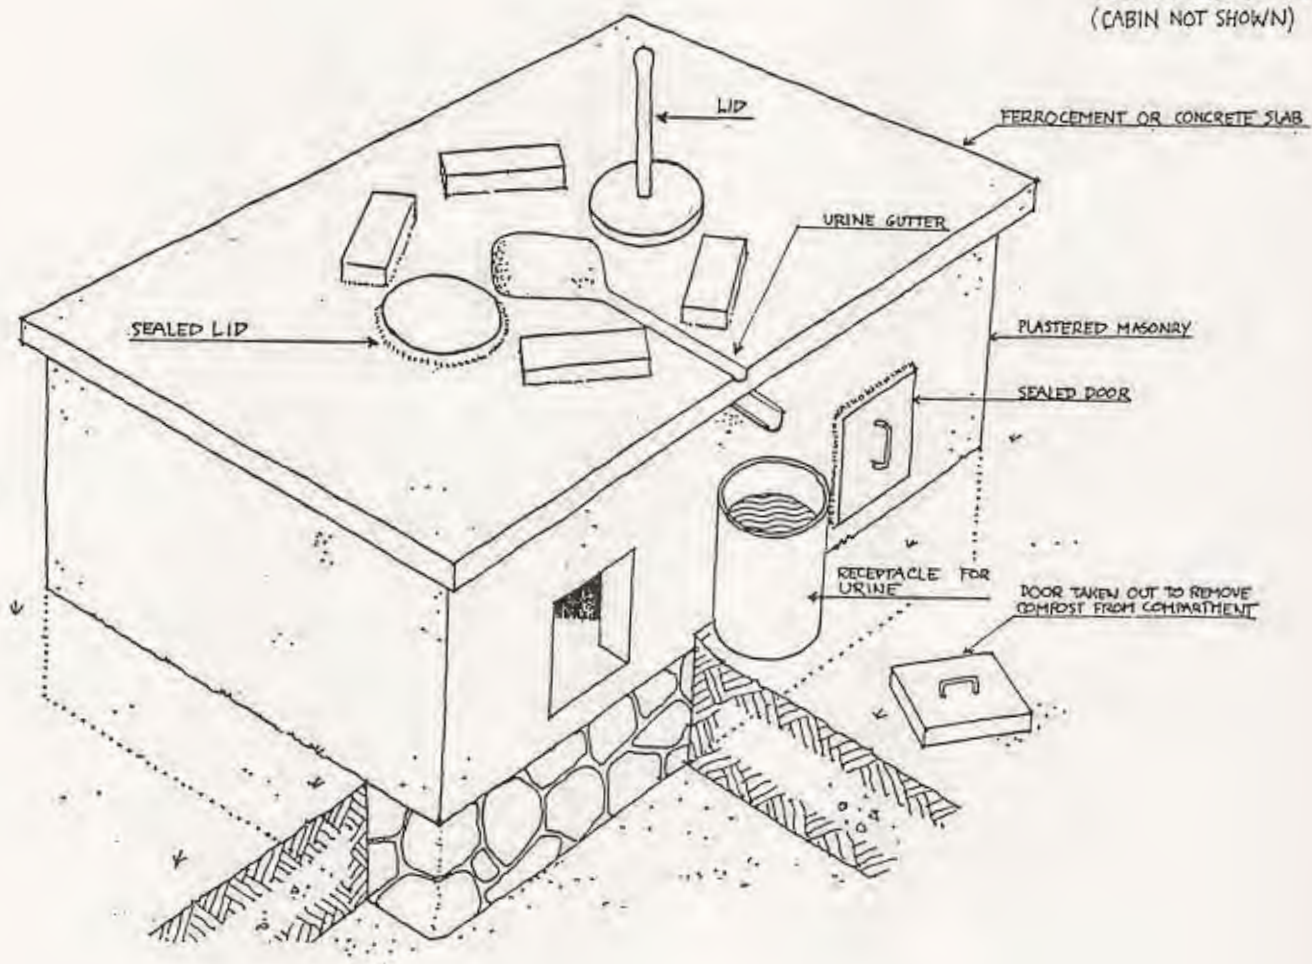 (CABIN NOT SHOWN)
LID
FERROCEMENT OR CONCRETE SLAB
URINE GUTTER
SEALED LID
PLASTERED MASONRY
SEALED DOOR
RECEPTACLE FOR
URINE
DOOR TAKEN OUT TO REMOVE
COMPOST FROM COMPARTMENT